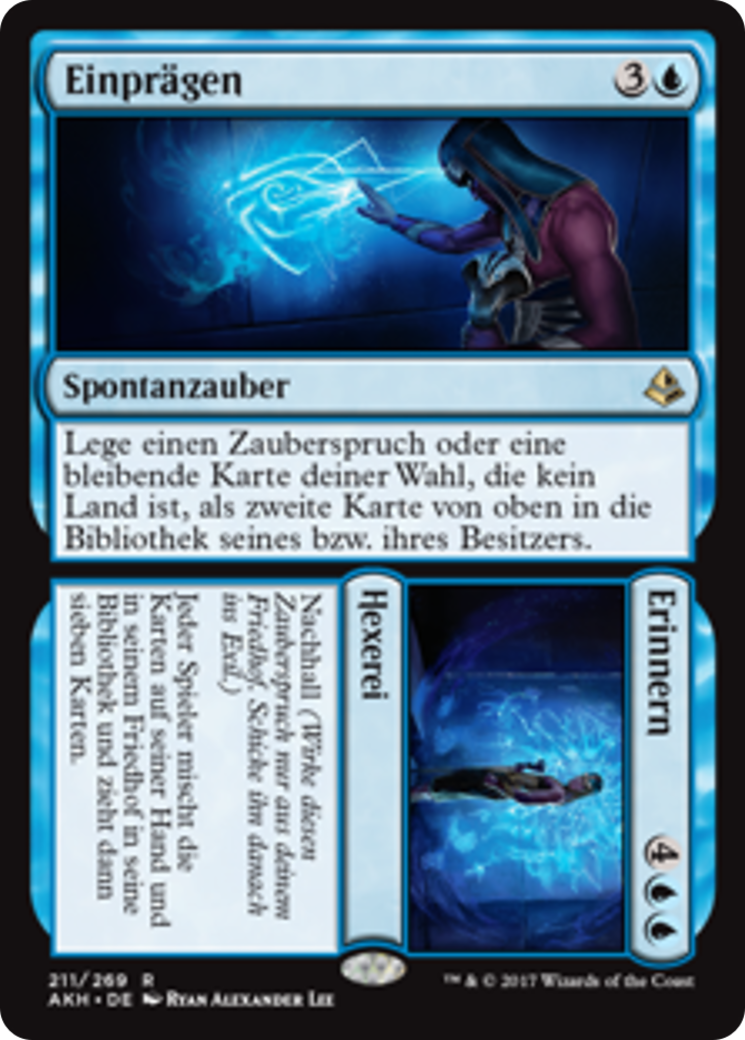 Einprägen 3
Spontanzauber
Lege einen Zauberspruch oder eine
bleibende Karte deiner Wahl, die kein
Land ist, als zweite Karte von oben in die
Bibliothek seines bzw. ihres Besitzers.
Erinnern 4
Hexerei
Nachhall (Wirke diesen
Zauberspruch nur aus deinem
Friedhof. Schicke ihn danach
ins Exil.)
Jeder Spieler mischt die
Karten auf seiner Hand und
in seinem Friedhof in seine
Bibliothek und zieht dann
sieben Karten.
211/269 R
AKH • DE Ryan Alexander Lee
™ & © 2017 Wizards of the Coast